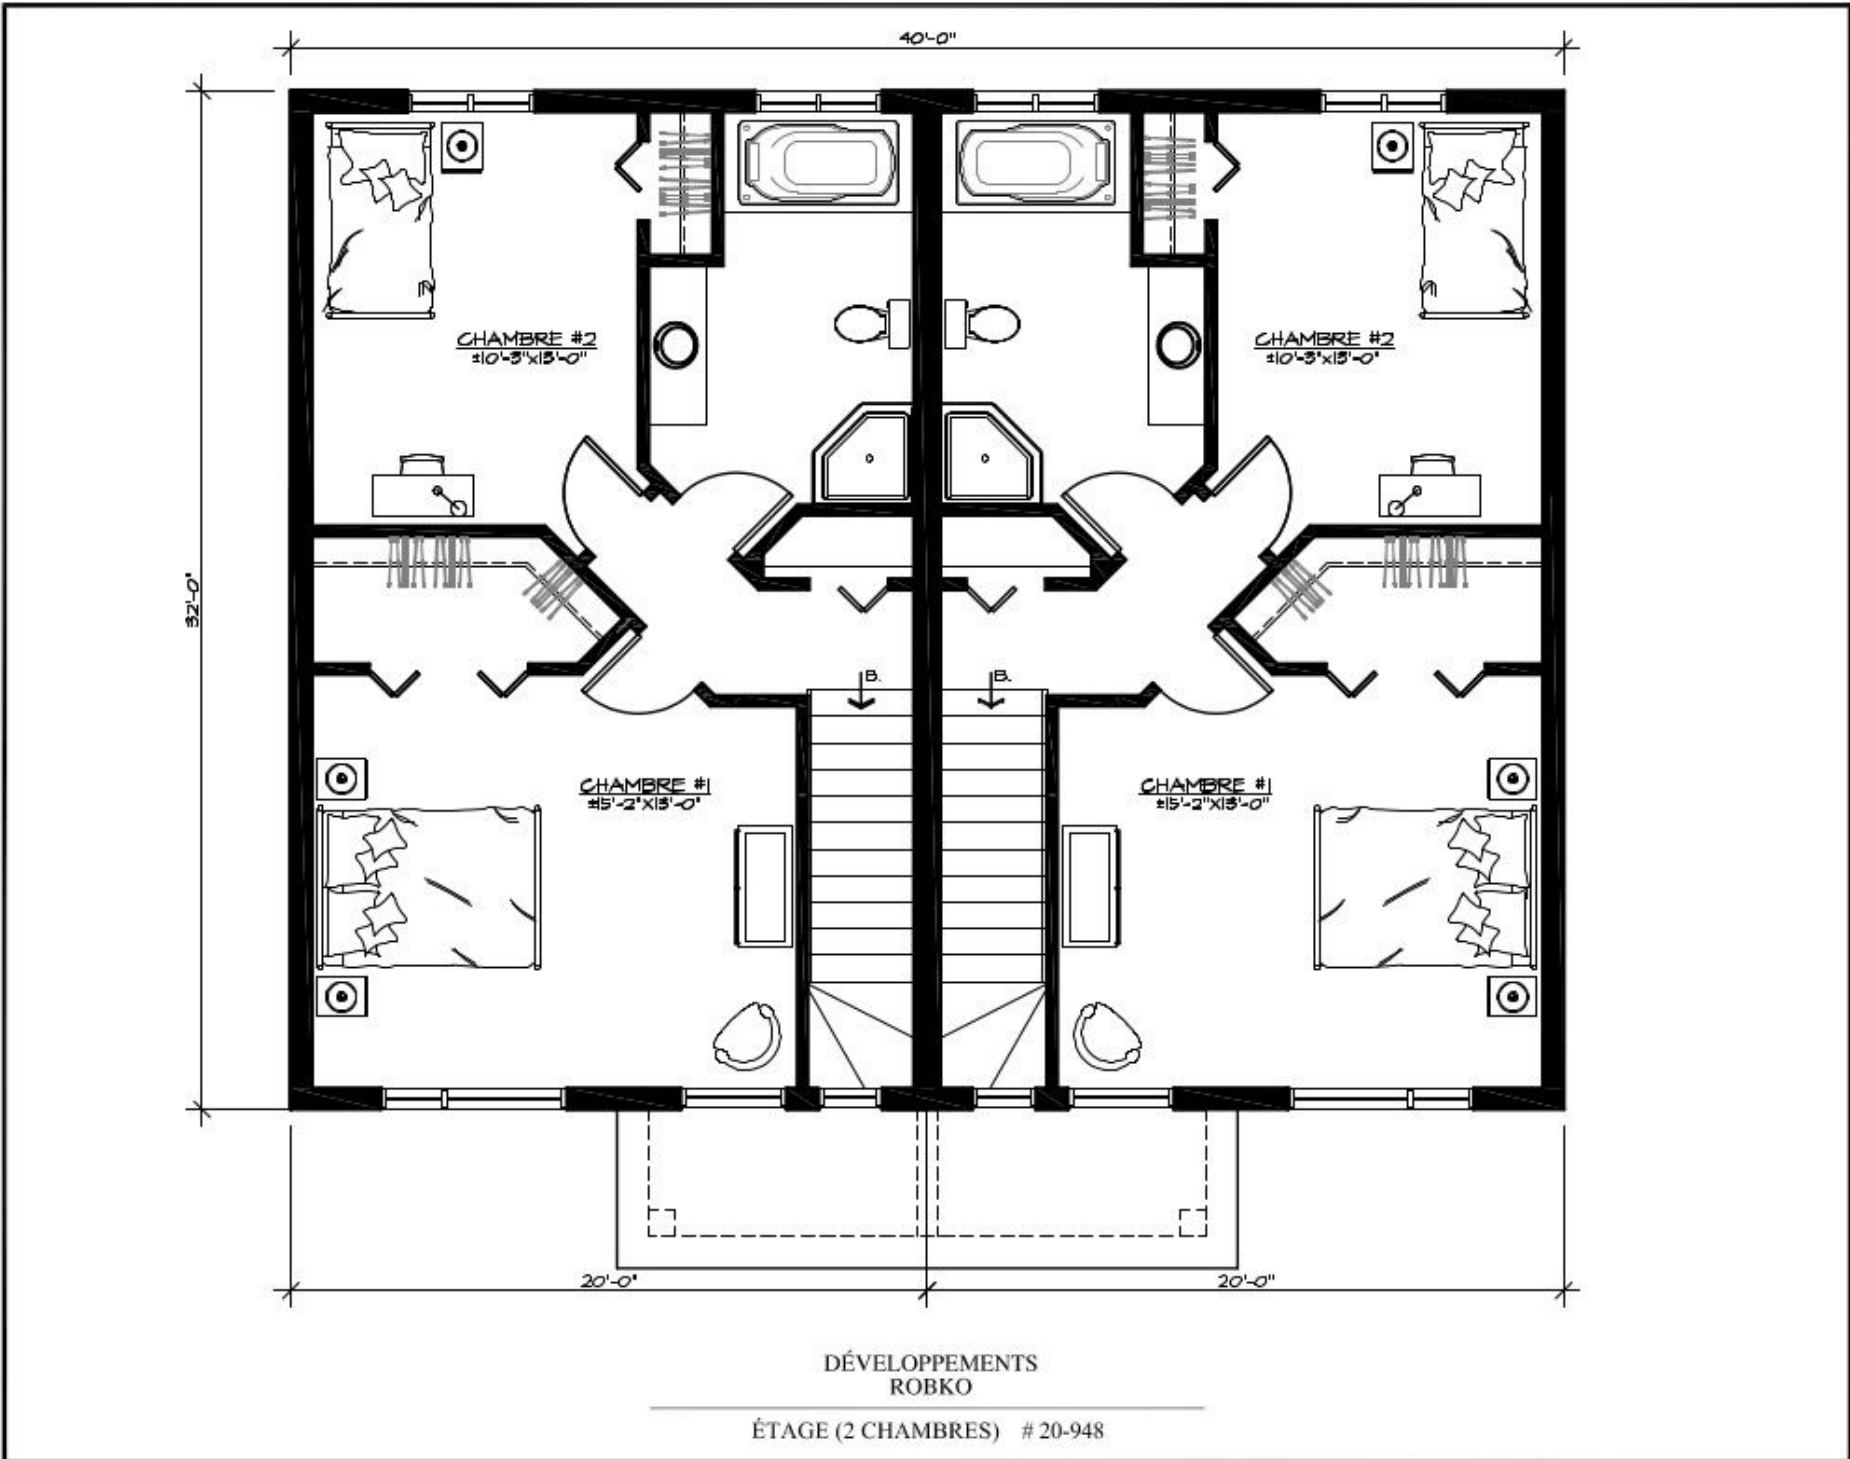 40'-0"
32'-0"
CHAMBRE #2
±10'-3"x13'-0"
CHAMBRE #2
±10'-3"x13'-0"
B.
B.
CHAMBRE #1
±15'-2"x13'-0"
CHAMBRE #1
±15'-2"x13'-0"
20'-0"
20'-0"
DÉVELOPPEMENTS
ROBKO
ÉTAGE (2 CHAMBRES) # 20-948